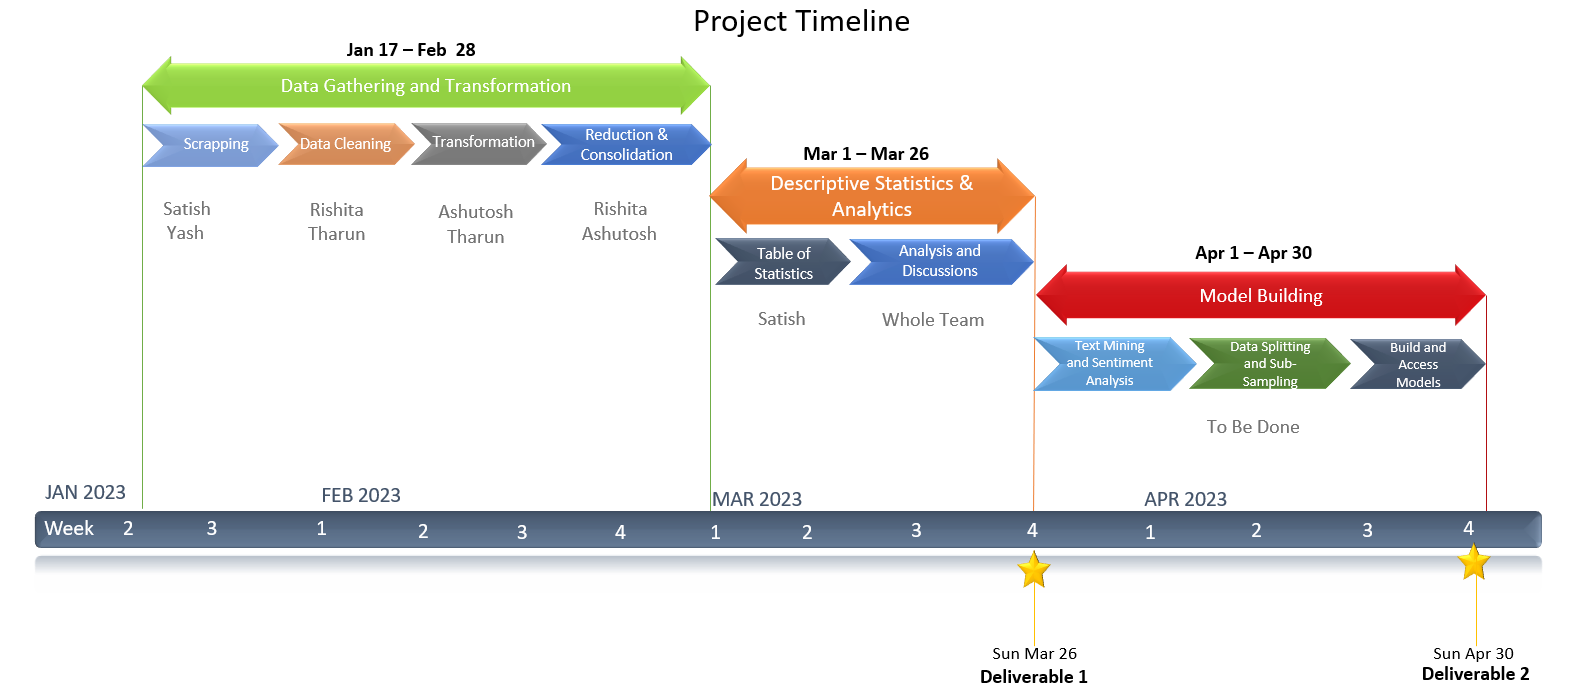 Project Timeline
Jan 17 – Feb  28
Data Gathering and Transformation
Scrapping
Data Cleaning
Transformation
Reduction &
Consolidation
Satish
Yash
Rishita
Tharun
Ashutosh
Tharun
Rishita
Ashutosh
Mar 1 – Mar 26
Descriptive Statistics &
Analytics
Table of
Statistics
Analysis and
Discussions
Satish
Whole Team
Apr 1 – Apr 30
Model Building
Text Mining
and Sentiment
Analysis
Data Splitting
and Sub-
Sampling
Build and
Access
Models
To Be Done
JAN 2023
FEB 2023
MAR 2023
APR 2023
Week 2 3 1 2 3 4 1 2 3 4 1 2 3 4
Sun Mar 26
Deliverable 1
Sun Apr 30
Deliverable 2